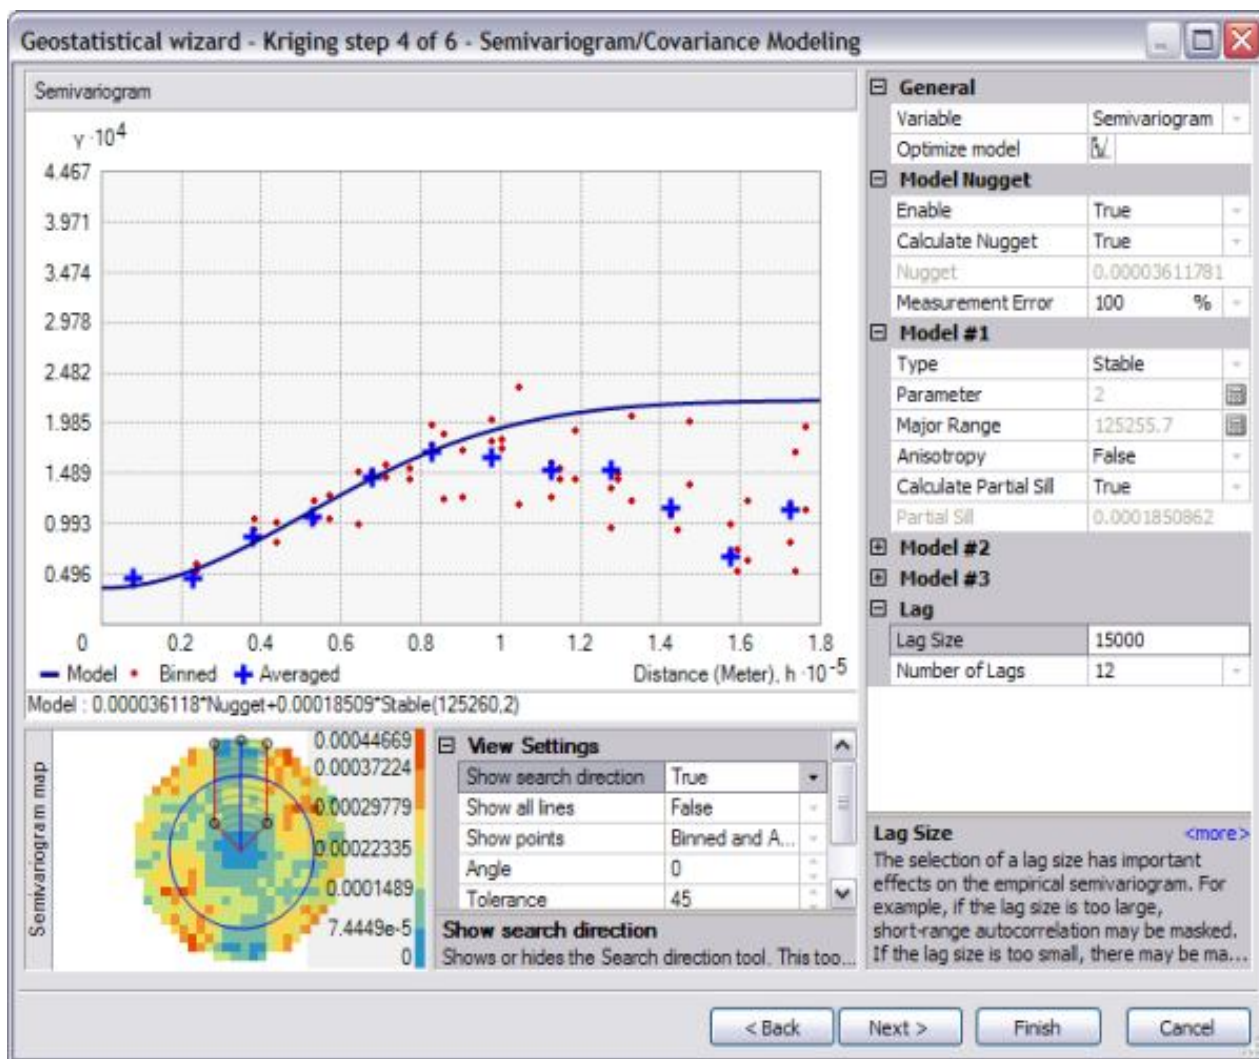 Geostatistical wizard - Kriging step 4 of 6 - Semivariogram/Covariance Modeling
Semivariogram
γ ·10⁴
4.467
3.971
3.474
2.978
2.482
1.985
1.489
0.993
0.496
0 0.2 0.4 0.6 0.8 1 1.2 1.4 1.6 1.8
Model Binned Averaged Distance (Meter), h ·10⁻⁵
Model : 0.000036118*Nugget+0.00018509*Stable(125260,2)
Semivariogram map
0.00044669
0.00037224
0.00029779
0.00022335
0.0001489
7.4449e-5
0
View Settings
Show search direction True
Show all lines False
Show points Binned and A...
Angle 0
Tolerance 45
Show search direction
Shows or hides the Search direction tool. This too...
General
Variable Semivariogram
Optimize model
Model Nugget
Enable True
Calculate Nugget True
Nugget 0.00003611781
Measurement Error 100 %
Model #1
Type Stable
Parameter 2
Major Range 125255.7
Anisotropy False
Calculate Partial Sill True
Partial Sill 0.0001850862
Model #2
Model #3
Lag
Lag Size 15000
Number of Lags 12
Lag Size <more>
The selection of a lag size has important
effects on the empirical semivariogram. For
example, if the lag size is too large,
short-range autocorrelation may be masked.
If the lag size is too small, there may be ma...
< Back Next > Finish Cancel